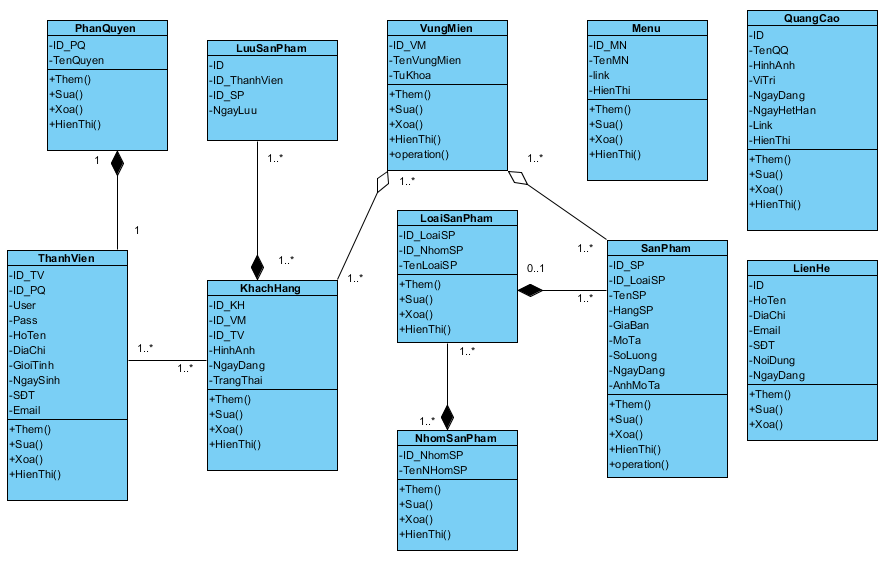 PhanQuyen
-ID_PQ
-TenQuyen
+Them()
+Sua()
+Xoa()
+HienThi()
1
1
LuuSanPham
-ID
-ID_ThanhVien
-ID_SP
-NgayLuu
1..*
1..*
VungMien
-ID_VM
-TenVungMien
-TuKhoa
+Them()
+Sua()
+Xoa()
+HienThi()
+operation()
1..*
1..*
1..*
1..*
Menu
-ID_MN
-TenMN
-link
-HienThi
+Them()
+Sua()
+Xoa()
+HienThi()
QuangCao
-ID
-TenQQ
-HinhAnh
-ViTri
-NgayDang
-NgayHetHan
-Link
-HienThi
+Them()
+Sua()
+Xoa()
+HienThi()
ThanhVien
-ID_TV
-ID_PQ
-User
-Pass
-HoTen
-DiaChi
-GioiTinh
-NgaySinh
-SĐT
-Email
+Them()
+Sua()
+Xoa()
+HienThi()
1..*
1..*
KhachHang
-ID_KH
-ID_VM
-ID_TV
-HinhAnh
-NgayDang
-TrangThai
+Them()
+Sua()
+Xoa()
+HienThi()
LoaiSanPham
-ID_LoaiSP
-ID_NhomSP
-TenLoaiSP
+Them()
+Sua()
+Xoa()
+HienThi()
0..1
1..*
1..*
1..*
NhomSanPham
-ID_NhomSP
-TenNHomSP
+Them()
+Sua()
+Xoa()
+HienThi()
SanPham
-ID_SP
-ID_LoaiSP
-TenSP
-HangSP
-GiaBan
-MoTa
-SoLuong
-NgayDang
-AnhMoTa
+Them()
+Sua()
+Xoa()
+HienThi()
+operation()
LienHe
-ID
-HoTen
-DiaChi
-Email
-SĐT
-NoiDung
-NgayDang
+Them()
+Sua()
+Xoa()